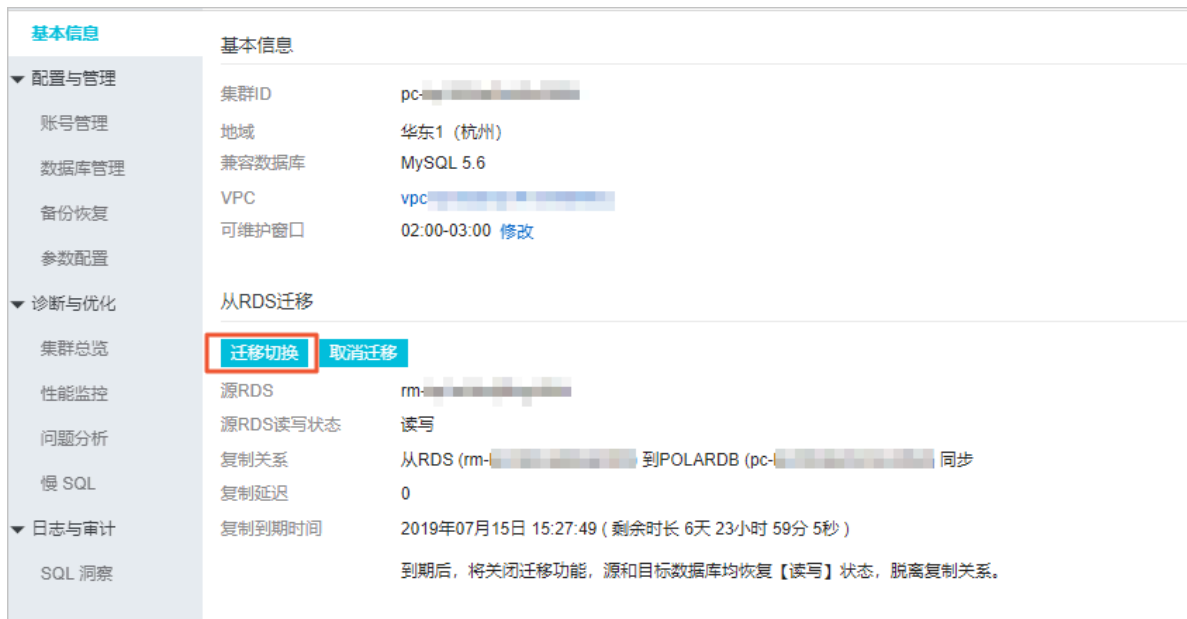 基本信息
配置与管理
账号管理
数据库管理
备份恢复
参数配置
诊断与优化
集群总览
性能监控
问题分析
慢 SQL
日志与审计
SQL 洞察
基本信息
集群ID pc-
地域 华东1（杭州）
兼容数据库 MySQL 5.6
VPC vpc
可维护窗口 02:00-03:00 修改
从RDS迁移
迁移切换 取消迁移
源RDS rm-
源RDS读写状态 读写
复制关系 从RDS (rm- 到POLARDB (pc- 同步
复制延迟 0
复制到期时间 2019年07月15日 15:27:49 ( 剩余时长 6天 23小时 59分 5秒 )
到期后，将关闭迁移功能，源和目标数据库均恢复【读写】状态，脱离复制关系。